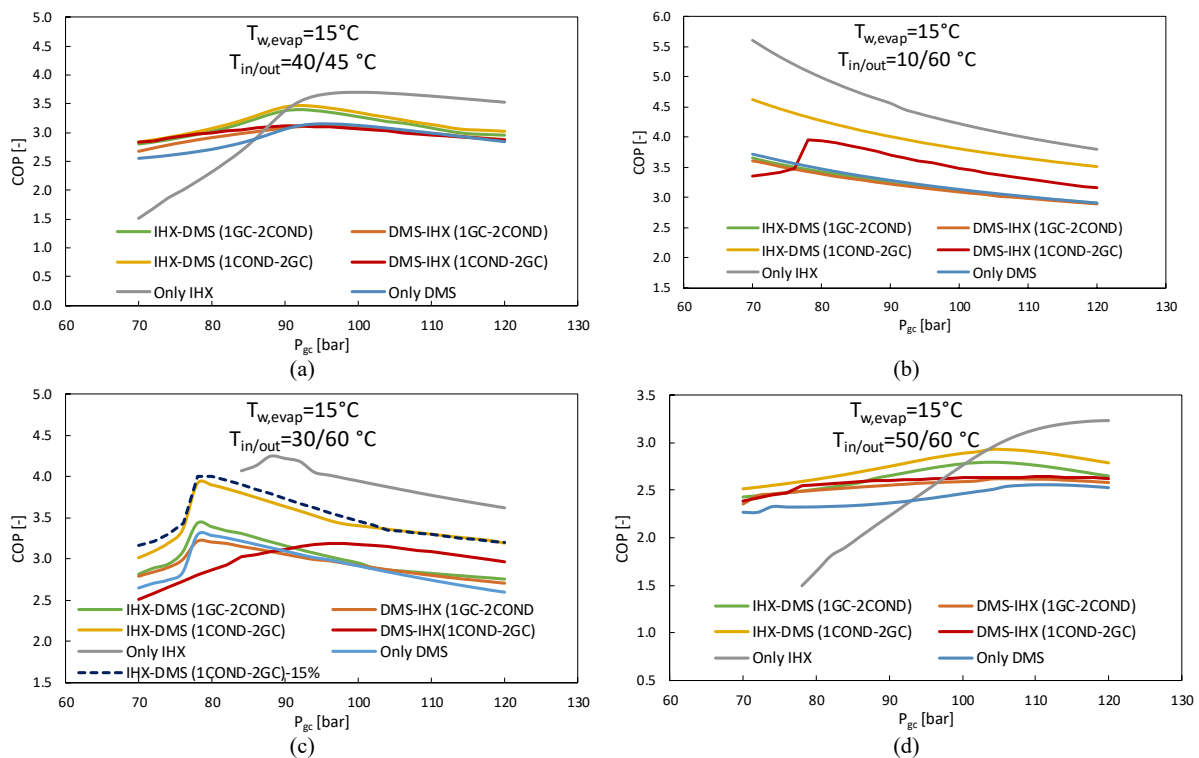 5.0
4.5
4.0
3.5
3.0
2.5
2.0
1.5
1.0
0.5
0.0
COP [-]
T_w,evap=15°C
T_in/out=40/45 °C
IHX-DMS (1GC-2COND) DMS-IHX (1GC-2COND)
IHX-DMS (1COND-2GC) DMS-IHX (1COND-2GC)
Only IHX Only DMS
60 70 80 90 100 110 120 130
P_gc [bar]
(a)
6.0
5.5
5.0
4.5
4.0
3.5
3.0
2.5
2.0
1.5
COP [-]
T_w,evap=15°C
T_in/out=10/60 °C
IHX-DMS (1GC-2COND) DMS-IHX (1GC-2COND)
IHX-DMS (1COND-2GC) DMS-IHX (1COND-2GC)
Only IHX Only DMS
60 70 80 90 100 110 120 130
P_gc [bar]
(b)
5.0
4.5
4.0
3.5
3.0
2.5
2.0
1.5
COP [-]
T_w,evap=15°C
T_in/out=30/60 °C
IHX-DMS (1GC-2COND) DMS-IHX (1GC-2COND
IHX-DMS (1COND-2GC) DMS-IHX(1COND-2GC)
Only IHX Only DMS
IHX-DMS (1COND-2GC)-15%
60 70 80 90 100 110 120 130
P_gc [bar]
(c)
3.5
3.0
2.5
2.0
1.5
1.0
0.5
COP [-]
T_w,evap=15°C
T_in/out=50/60 °C
IHX-DMS (1GC-2COND) DMS-IHX (1GC-2COND)
IHX-DMS (1COND-2GC) DMS-IHX (1COND-2GC)
Only IHX Only DMS
60 70 80 90 100 110 120 130
P_gc [bar]
(d)